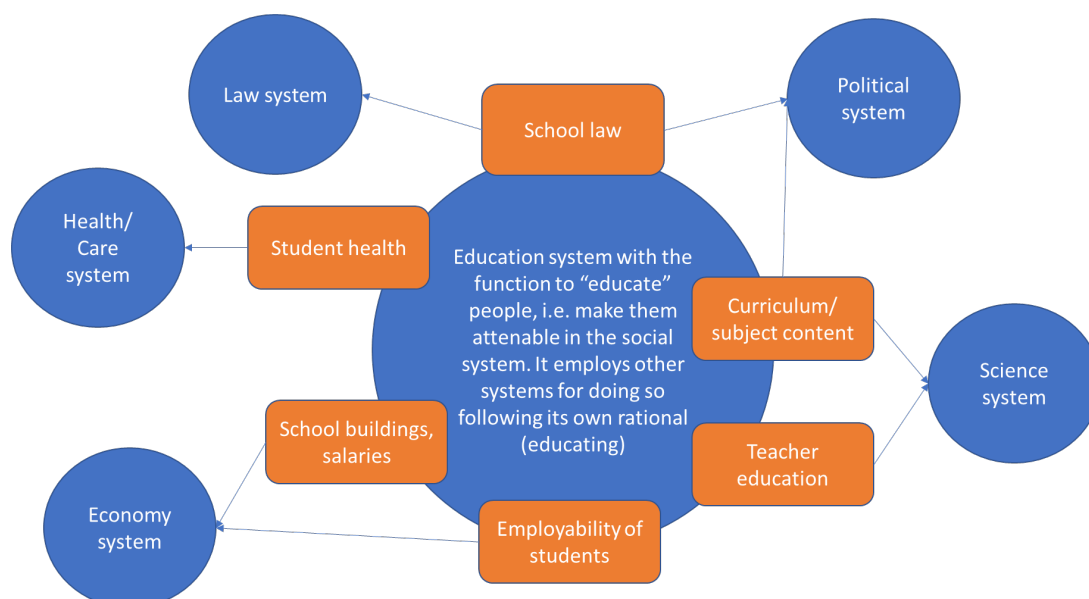 Law system
School law
Political
system
Health/
Care
system
Student health
Education system with the
function to “educate”
people, i.e. make them
attenable in the social
system. It employs other
systems for doing so
following its own rational
(educating)
Curriculum/
subject content
Science
system
School buildings,
salaries
Teacher
education
Economy
system
Employability of
students